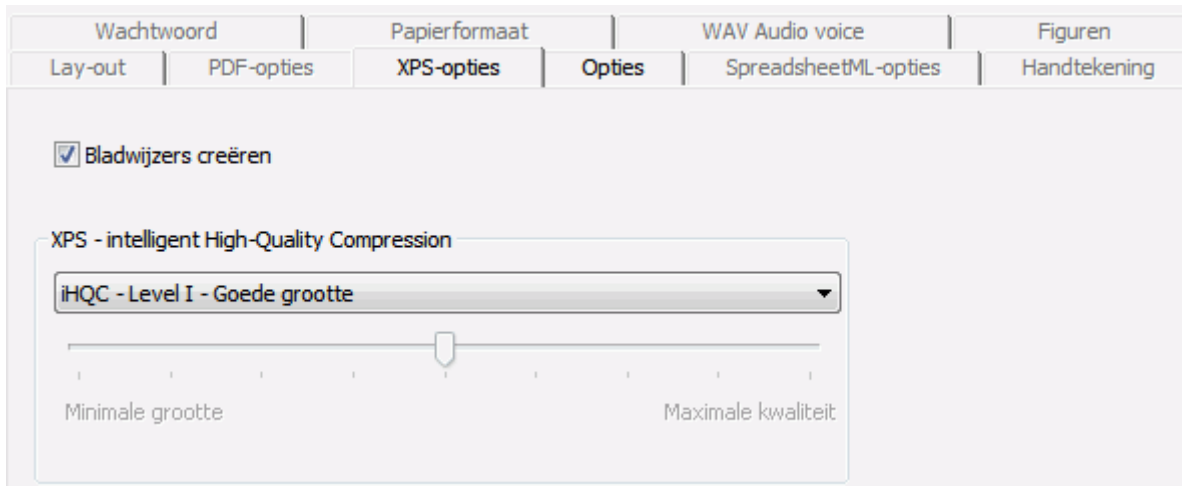 Wachtwoord Papierformaat WAV Audio voice Figuren
Lay-out PDF-opties XPS-opties Opties SpreadsheetML-opties Handtekening
Bladwijzers creëren
XPS - intelligent High-Quality Compression
iHQC - Level I - Goede grootte
Minimale grootte Maximale kwaliteit